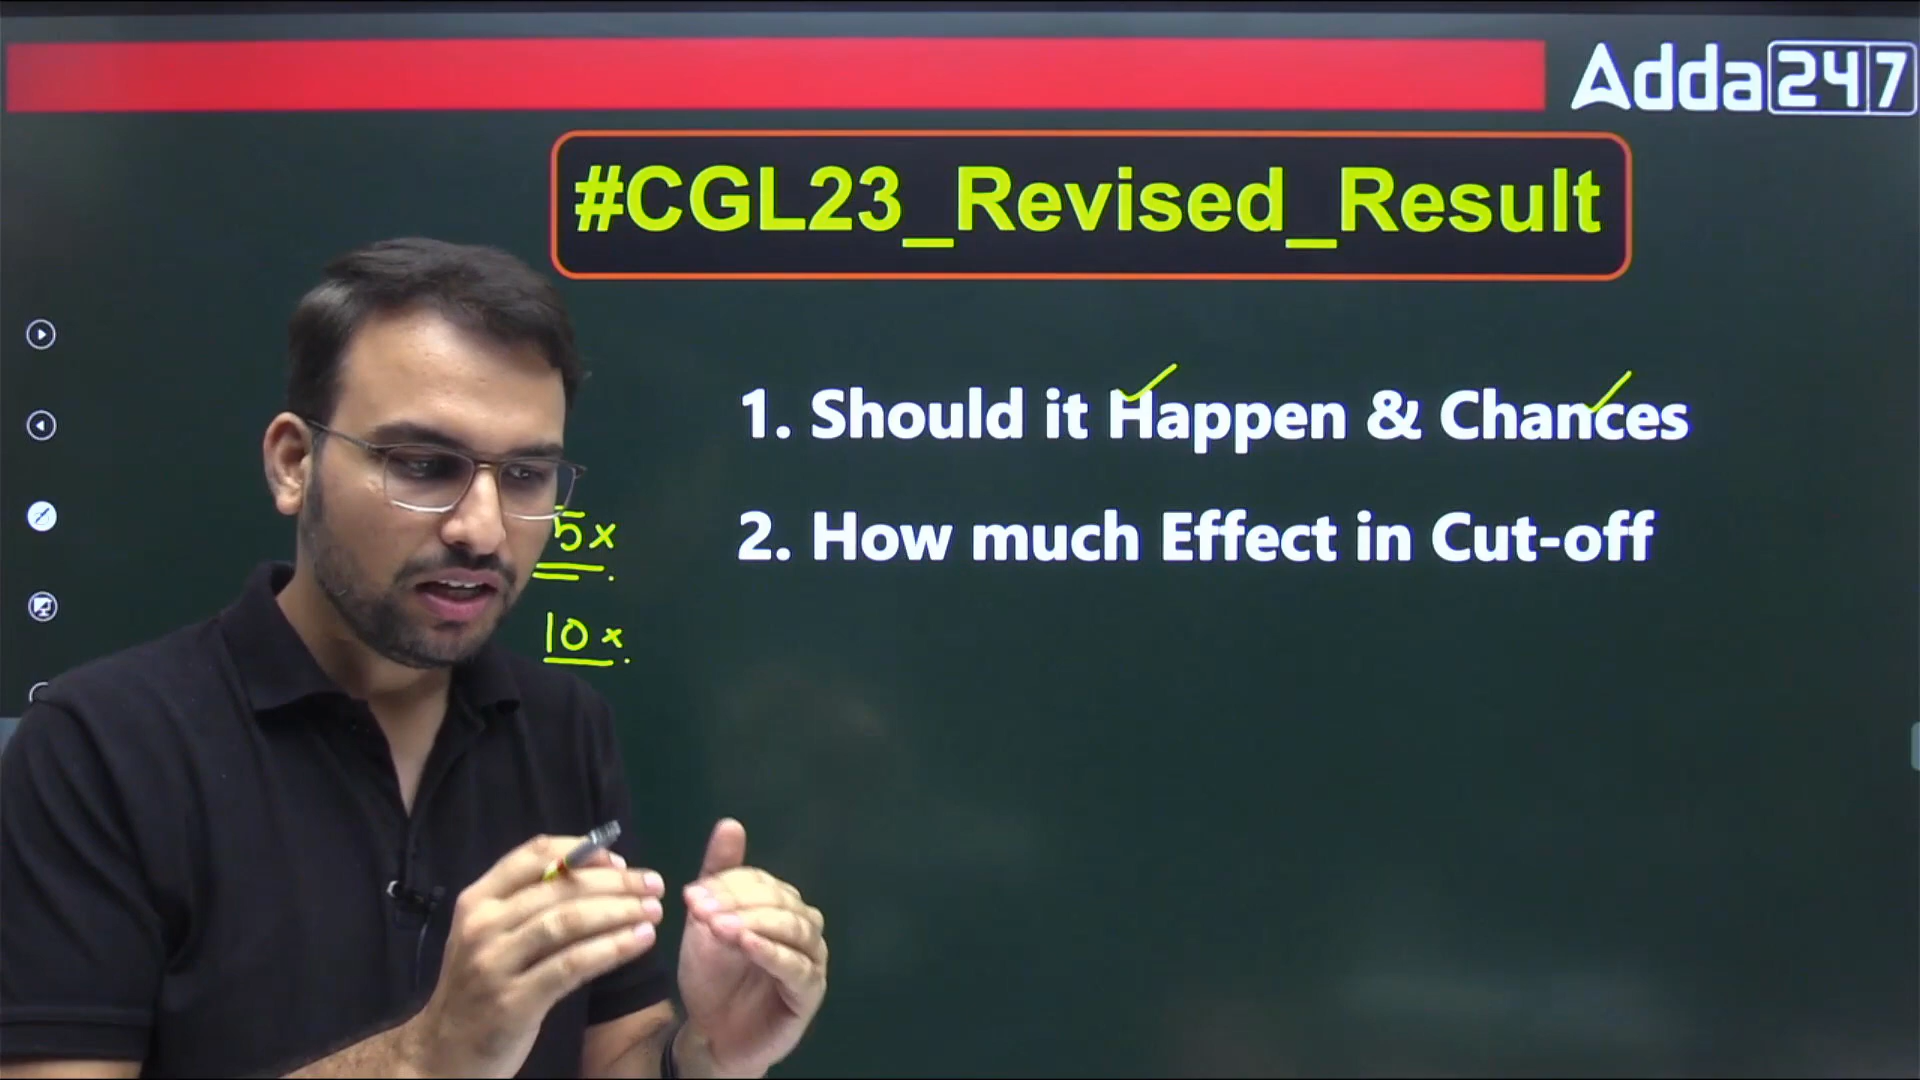 Adda247
#CGL23_Revised_Result
1. Should it Happen & Chances
2. How much Effect in Cut-off
5x
10x